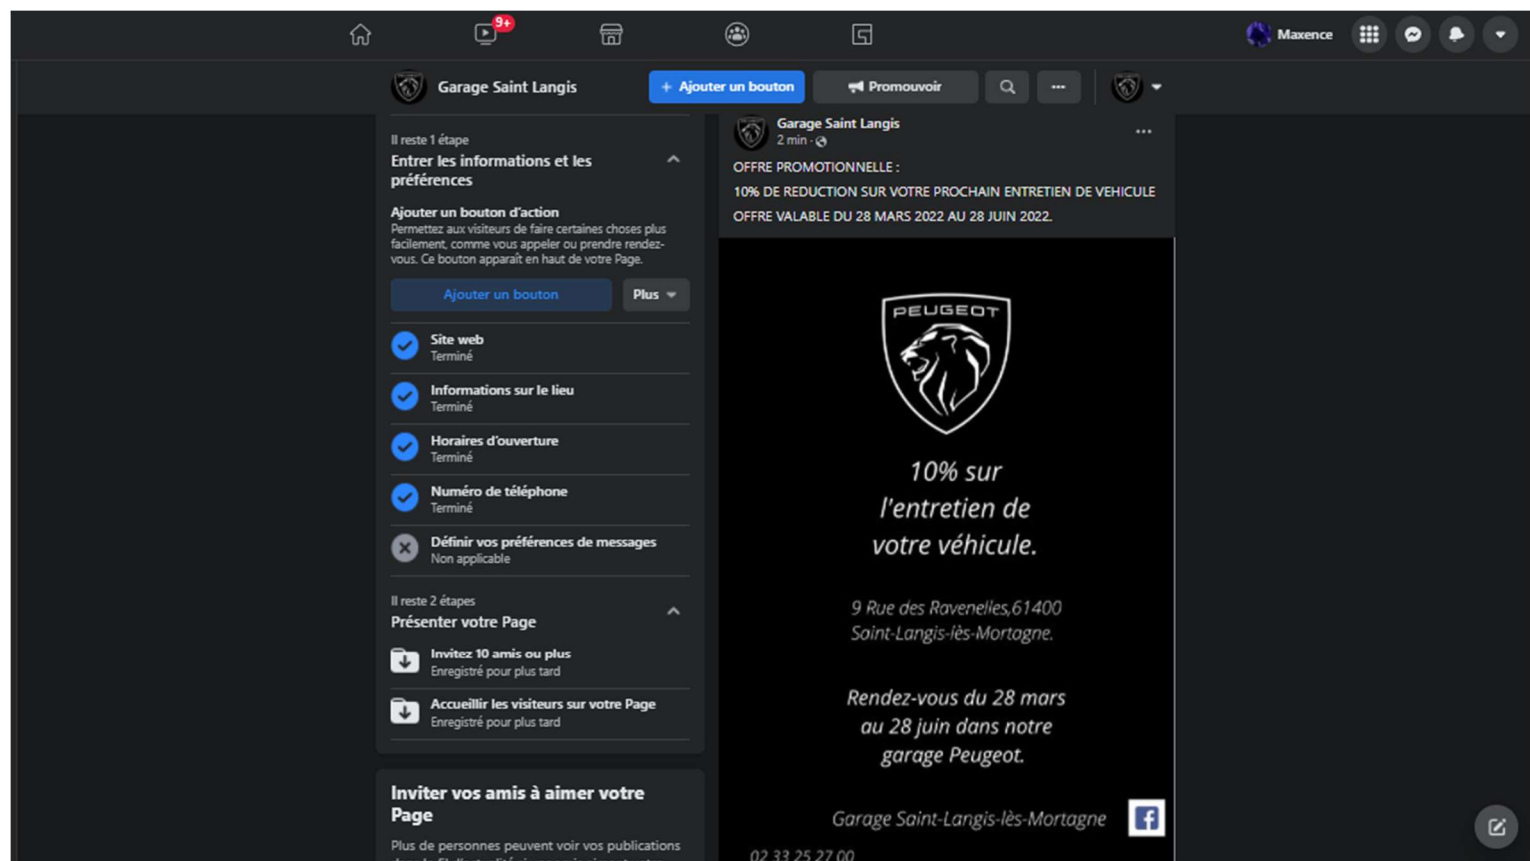 9+
Maxence
Garage Saint Langis
+ Ajouter un bouton
Promouvoir
Il reste 1 étape
Entrer les informations et les
préférences
Ajouter un bouton d'action
Permettez aux visiteurs de faire certaines choses plus
facilement, comme vous appeler ou prendre rendez-
vous. Ce bouton apparaît en haut de votre Page.
Ajouter un bouton
Plus
Site web
Terminé
Informations sur le lieu
Terminé
Horaires d'ouverture
Terminé
Numéro de téléphone
Terminé
Définir vos préférences de messages
Non applicable
Il reste 2 étapes
Présenter votre Page
Invitez 10 amis ou plus
Enregistré pour plus tard
Accueillir les visiteurs sur votre Page
Enregistré pour plus tard
Inviter vos amis à aimer votre
Page
Plus de personnes peuvent voir vos publications
Garage Saint Langis
2 min ·
OFFRE PROMOTIONNELLE :
10% DE REDUCTION SUR VOTRE PROCHAIN ENTRETIEN DE VEHICULE
OFFRE VALABLE DU 28 MARS 2022 AU 28 JUIN 2022.
PEUGEOT
10% sur
l'entretien de
votre véhicule.
9 Rue des Ravenelles,61400
Saint-Langis-lès-Mortagne.
Rendez-vous du 28 mars
au 28 juin dans notre
garage Peugeot.
Garage Saint-Langis-lès-Mortagne
02 33 25 27 00